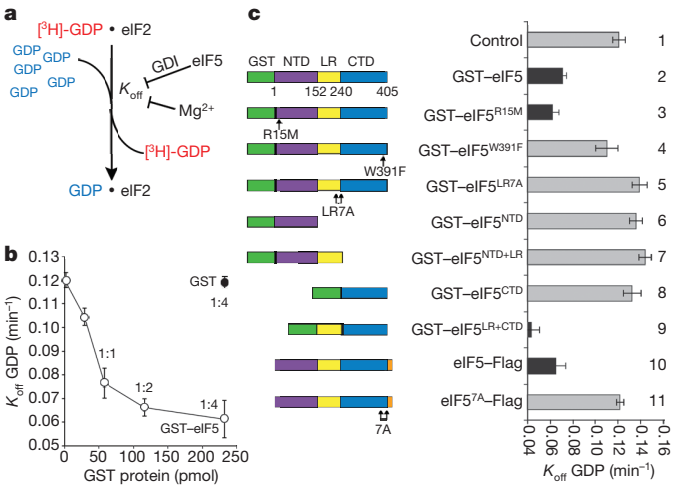 a
[³H]-GDP • eIF2
GDP GDP
GDP GDP
GDP GDP
K_off
GDI
eIF5
Mg²⁺
[³H]-GDP
GDP • eIF2
b
K_off GDP (min⁻¹)
0.13
0.12
0.11
0.10
0.09
0.08
0.07
0.06
0.05
GST
1:4
1:1
1:2
1:4
GST–eIF5
0 50 100 150 200 250
GST protein (pmol)
c
GST NTD LR CTD
1 152 240 405
R15M
W391F
LR7A
7A
Control 1
GST–eIF5 2
GST–eIF5^R15M 3
GST–eIF5^W391F 4
GST–eIF5^LR7A 5
GST–eIF5^NTD 6
GST–eIF5^NTD+LR 7
GST–eIF5^CTD 8
GST–eIF5^LR+CTD 9
eIF5–Flag 10
eIF5^7A–Flag 11
0.04 0.06 0.08 0.10 0.12 0.14 0.16
K_off GDP (min⁻¹)